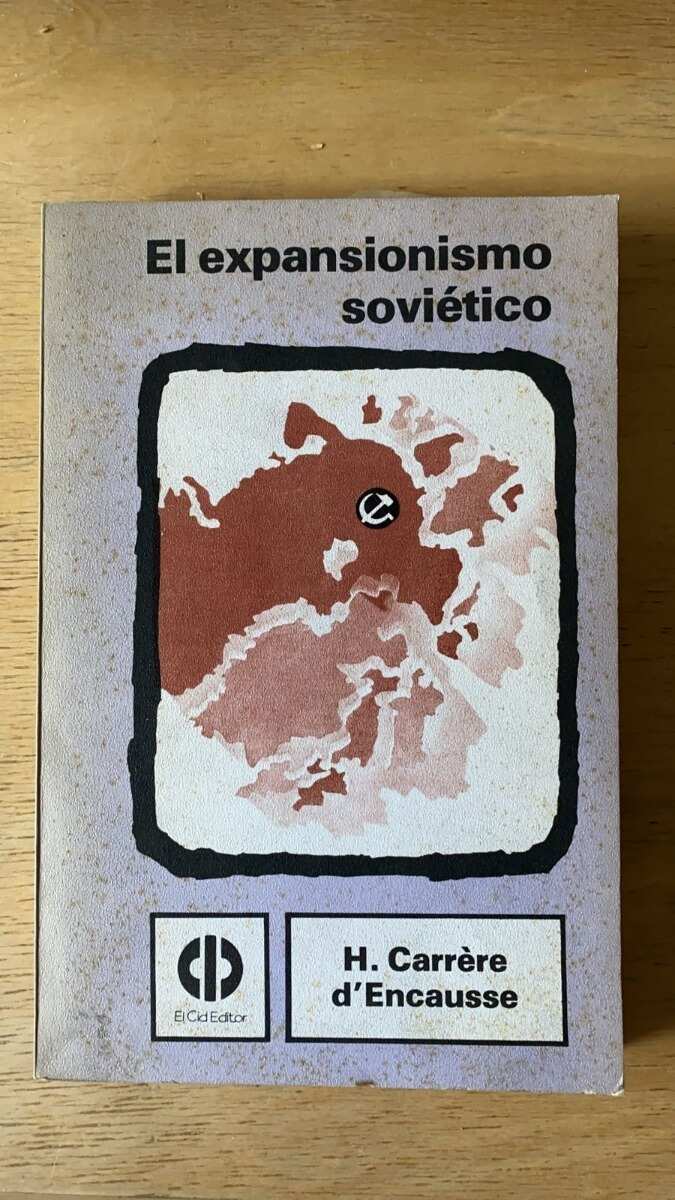 El expansionismo
soviético
El Cid Editor
H. Carrère
d'Encausse